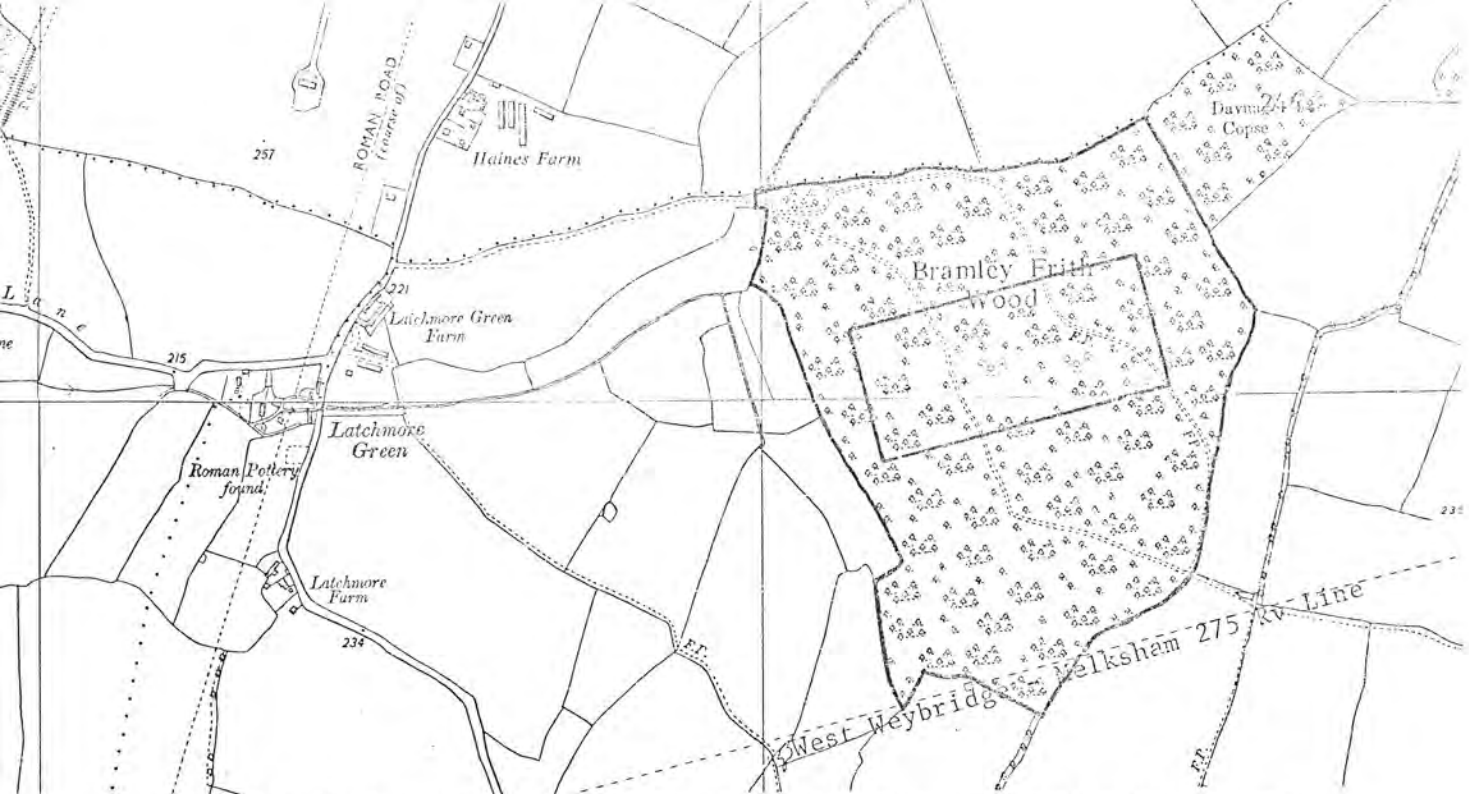 ROMAN ROAD
(course of)
257
Haines Farm
Copse
221
Latchmore Green
Farm
Bramley Frith
Wood
F.P.
L a n e
215
Latchmore
Green
Roman Pottery
found
F.P.
Latchmore
Farm
234
F.P.
West Weybridge - Melksham 275 kv Line
F.P.